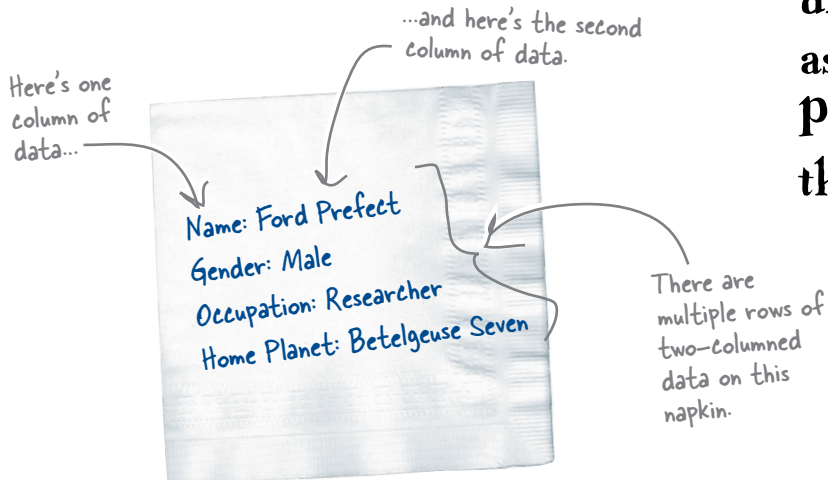 ...and here's the second
column of data.
Here's one
column of
data...
Name: Ford Prefect
Gender: Male
Occupation: Researcher
Home Planet: Betelgeuse Seven
There are
multiple rows of
two-columned
data on this
napkin.